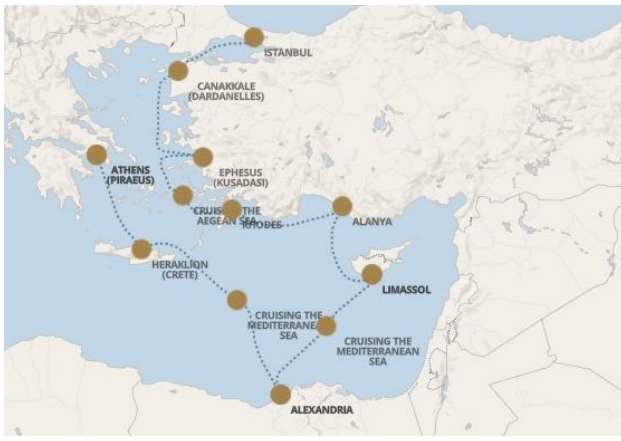 ISTANBUL
CANAKKALE
(DARDANELLES)
ATHENS
(PIRAEUS)
EPHESUS
(KUSADASI)
CRUISING THE
AEGEAN SEA
RHODES
ALANYA
HERAKLION
(CRETE)
LIMASSOL
CRUISING THE
MEDITERRANEAN
SEA
CRUISING THE
MEDITERRANEAN
SEA
ALEXANDRIA